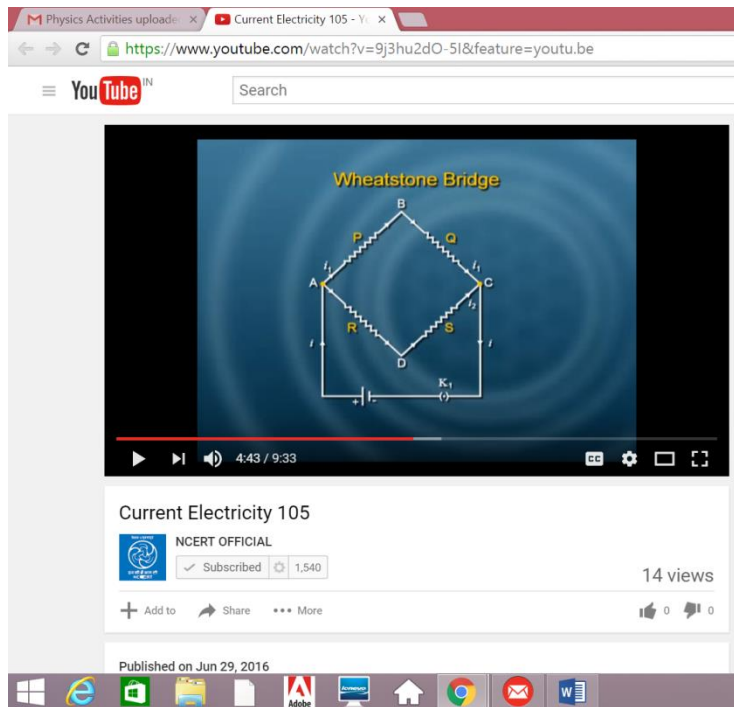 Physics Activities uploade
Current Electricity 105 - Y
https://www.youtube.com/watch?v=9j3hu2dO-5I&feature=youtu.be
YouTube IN
Search
Wheatstone Bridge
B
P Q
i₁ i₁
A C
i₂
R S
i i
D
K₁
+ -
4:43 / 9:33
CC
Current Electricity 105
NCERT OFFICIAL
Subscribed 1,540
14 views
Add to Share More
0 0
Published on Jun 29, 2016
Adobe
lenovo
W